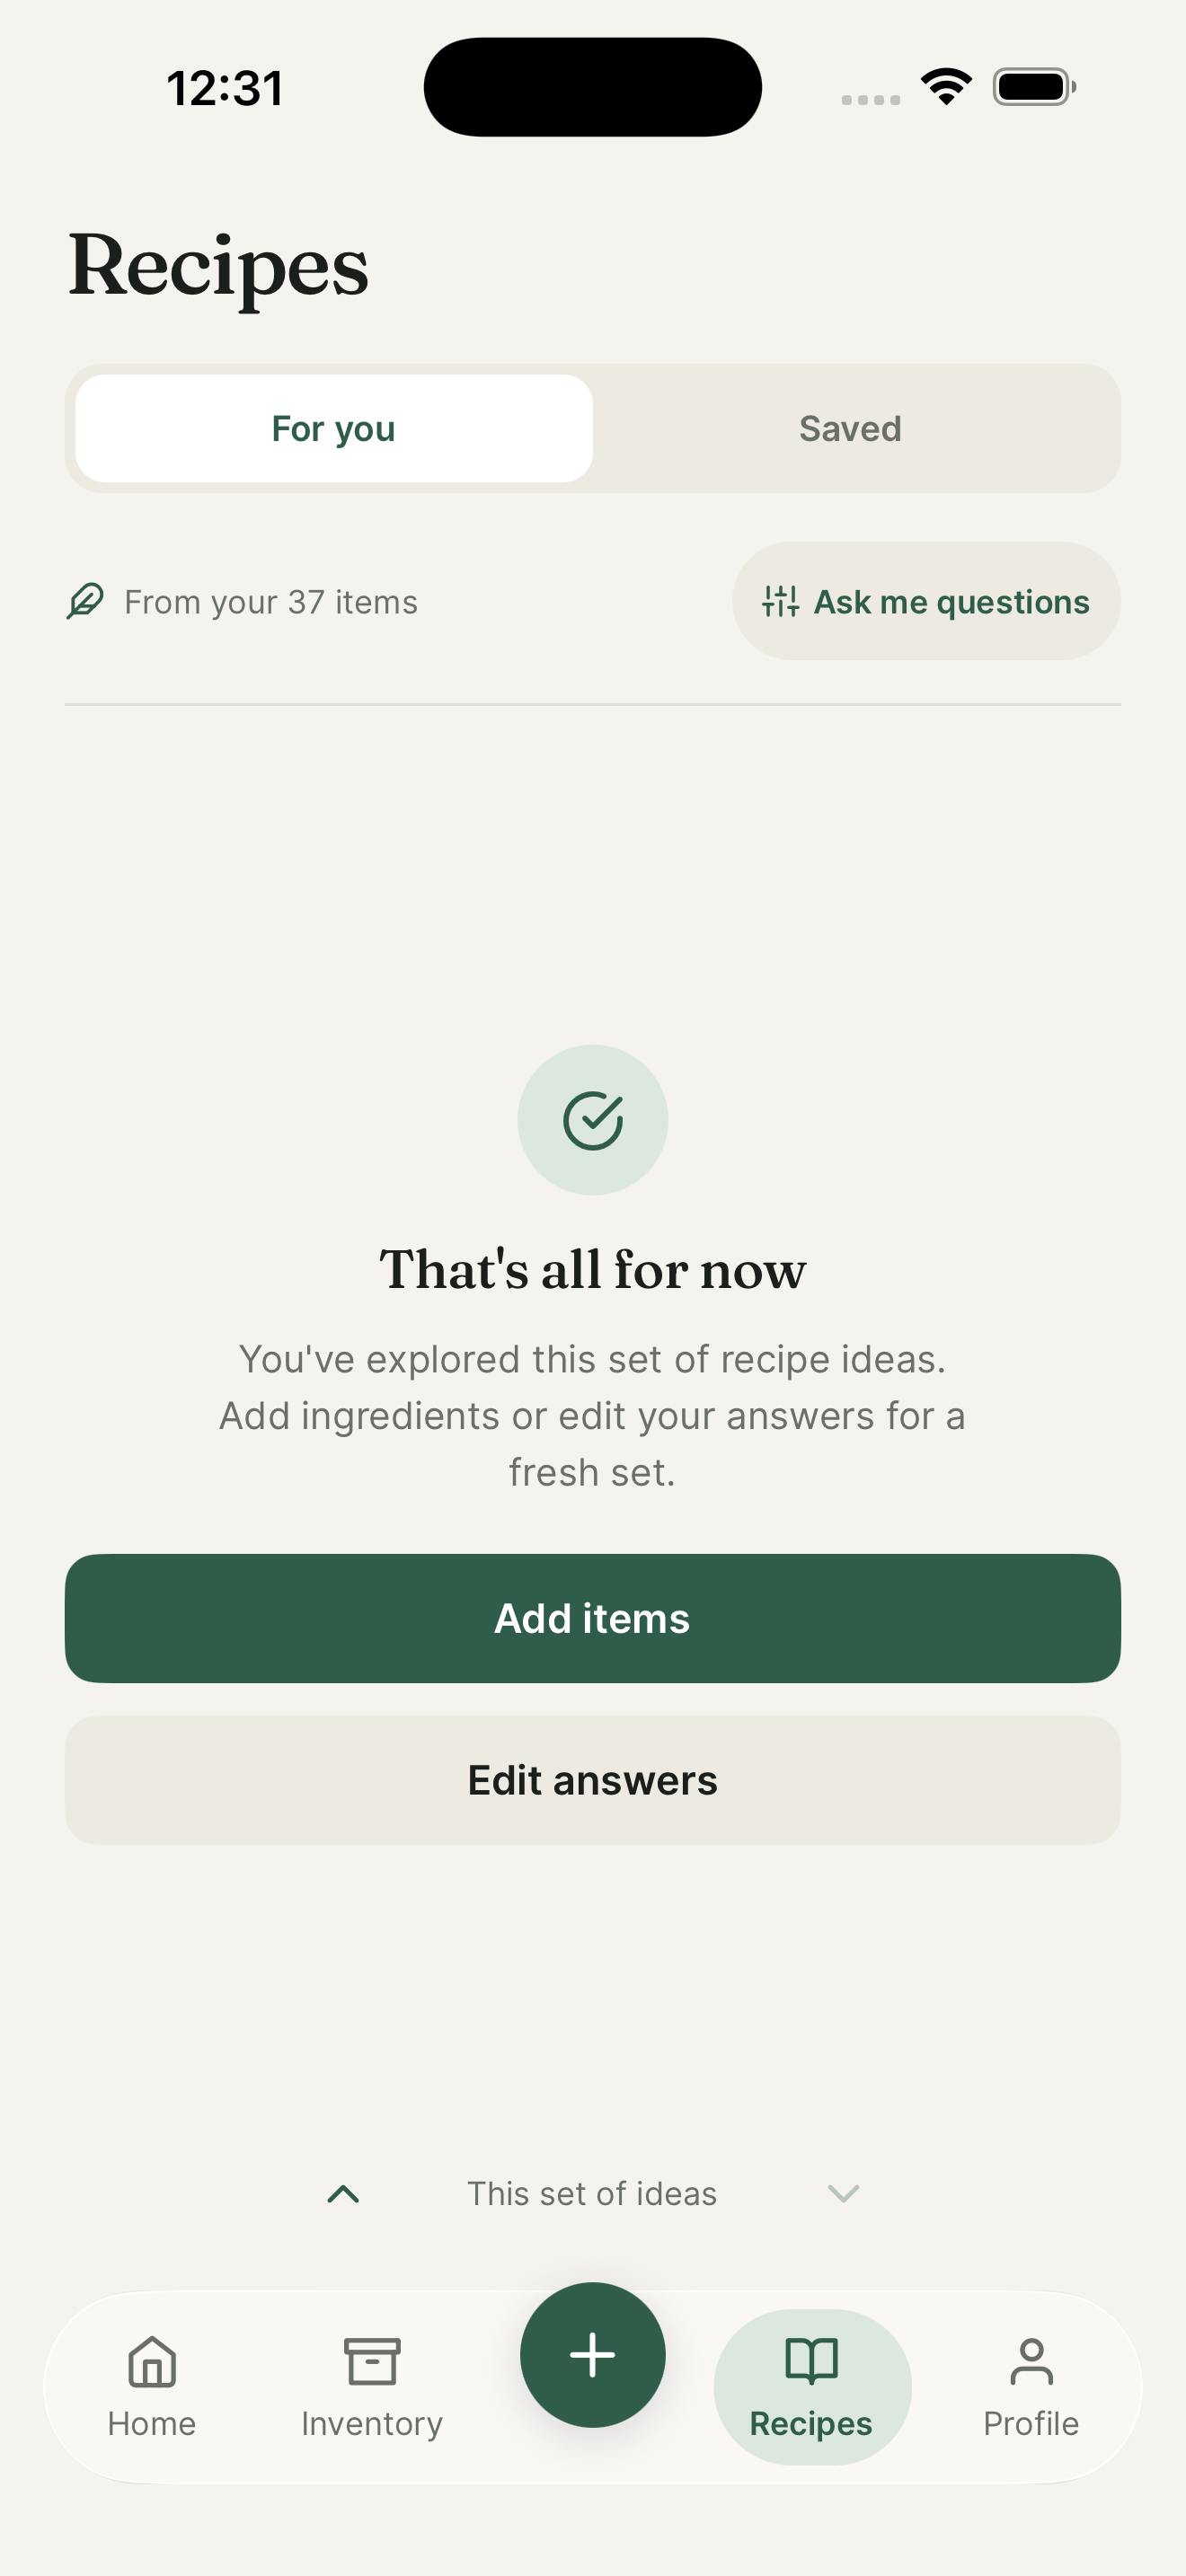 12:31
Recipes
For you
Saved
From your 37 items
Ask me questions
That's all for now
You've explored this set of recipe ideas.
Add ingredients or edit your answers for a
fresh set.
Add items
Edit answers
This set of ideas
Home
Inventory
Recipes
Profile